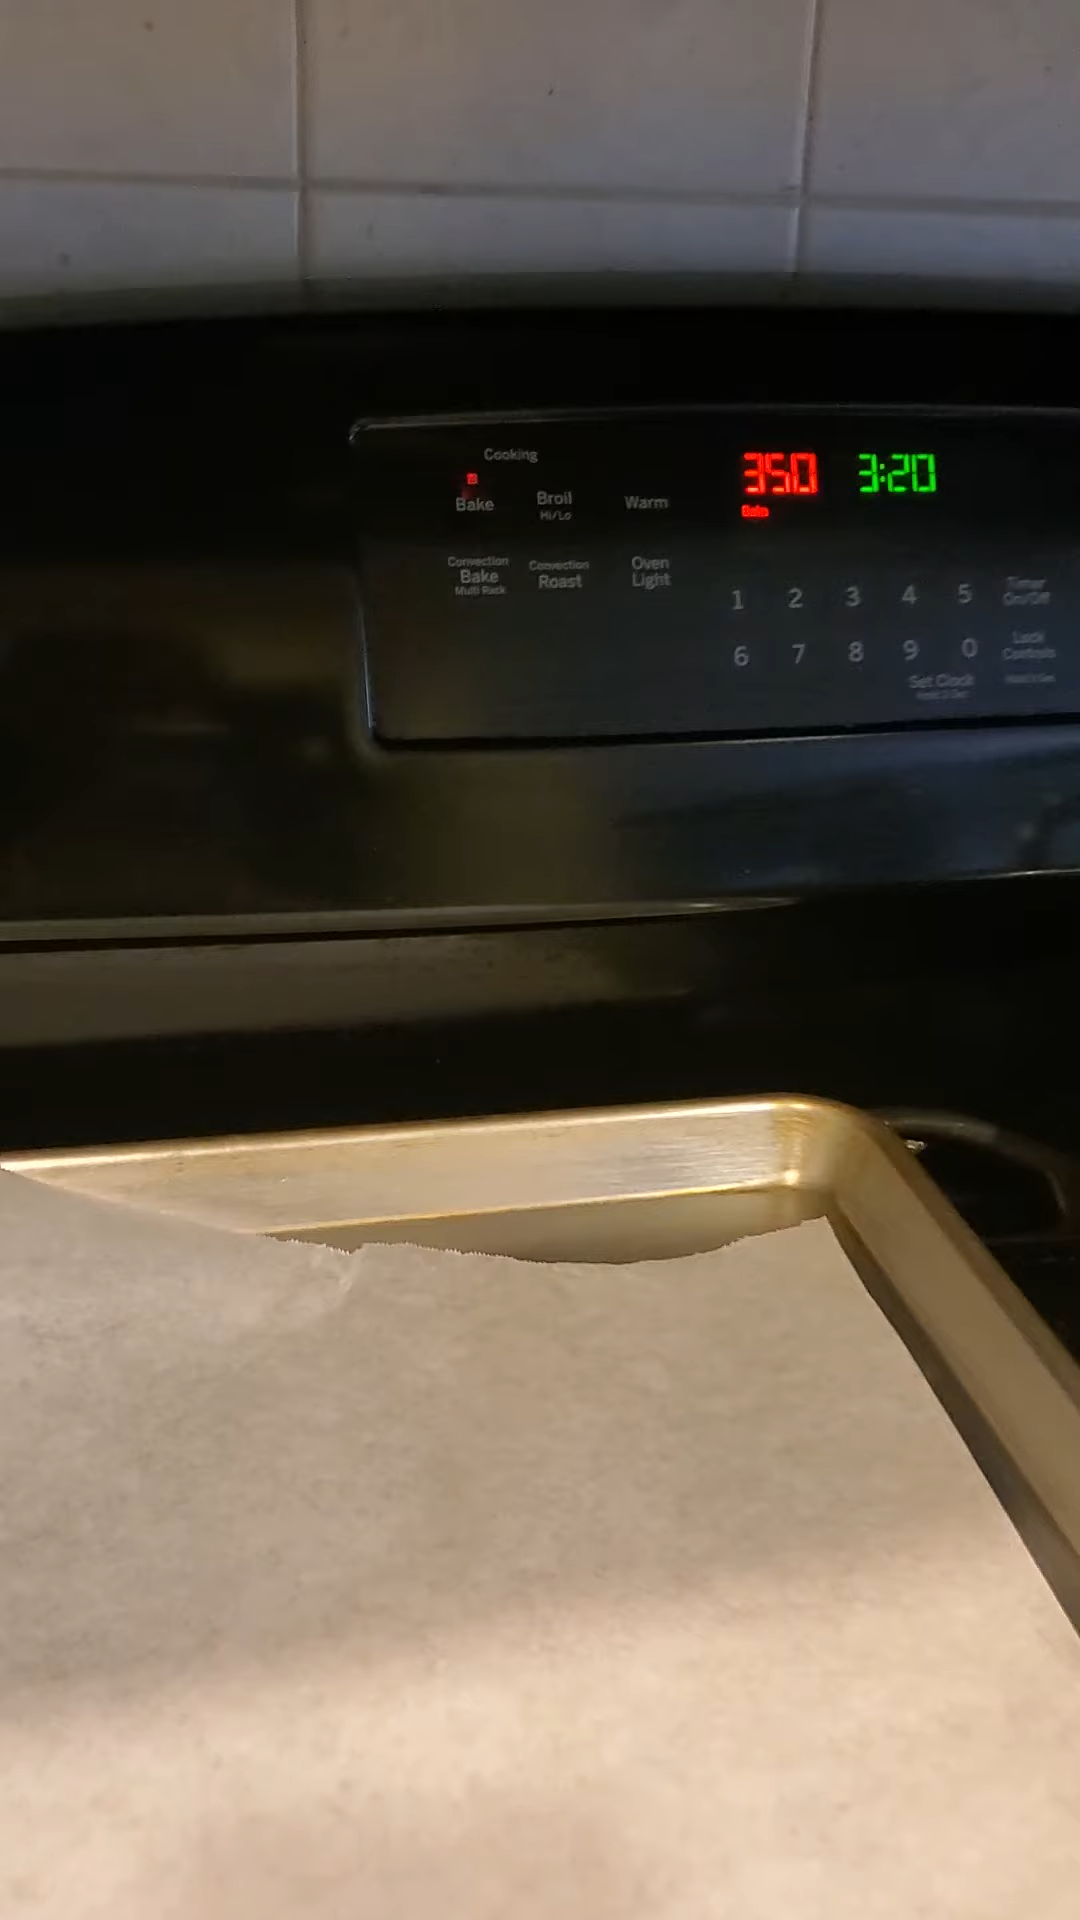 Cooking
350 3:20
Bake
Bake Broil Warm
Hi/Lo
Convection Convection Oven
Bake Roast Light
Multi Rack
1 2 3 4 5 Timer
On/Off
6 7 8 9 0 Lock
Controls
Set Clock